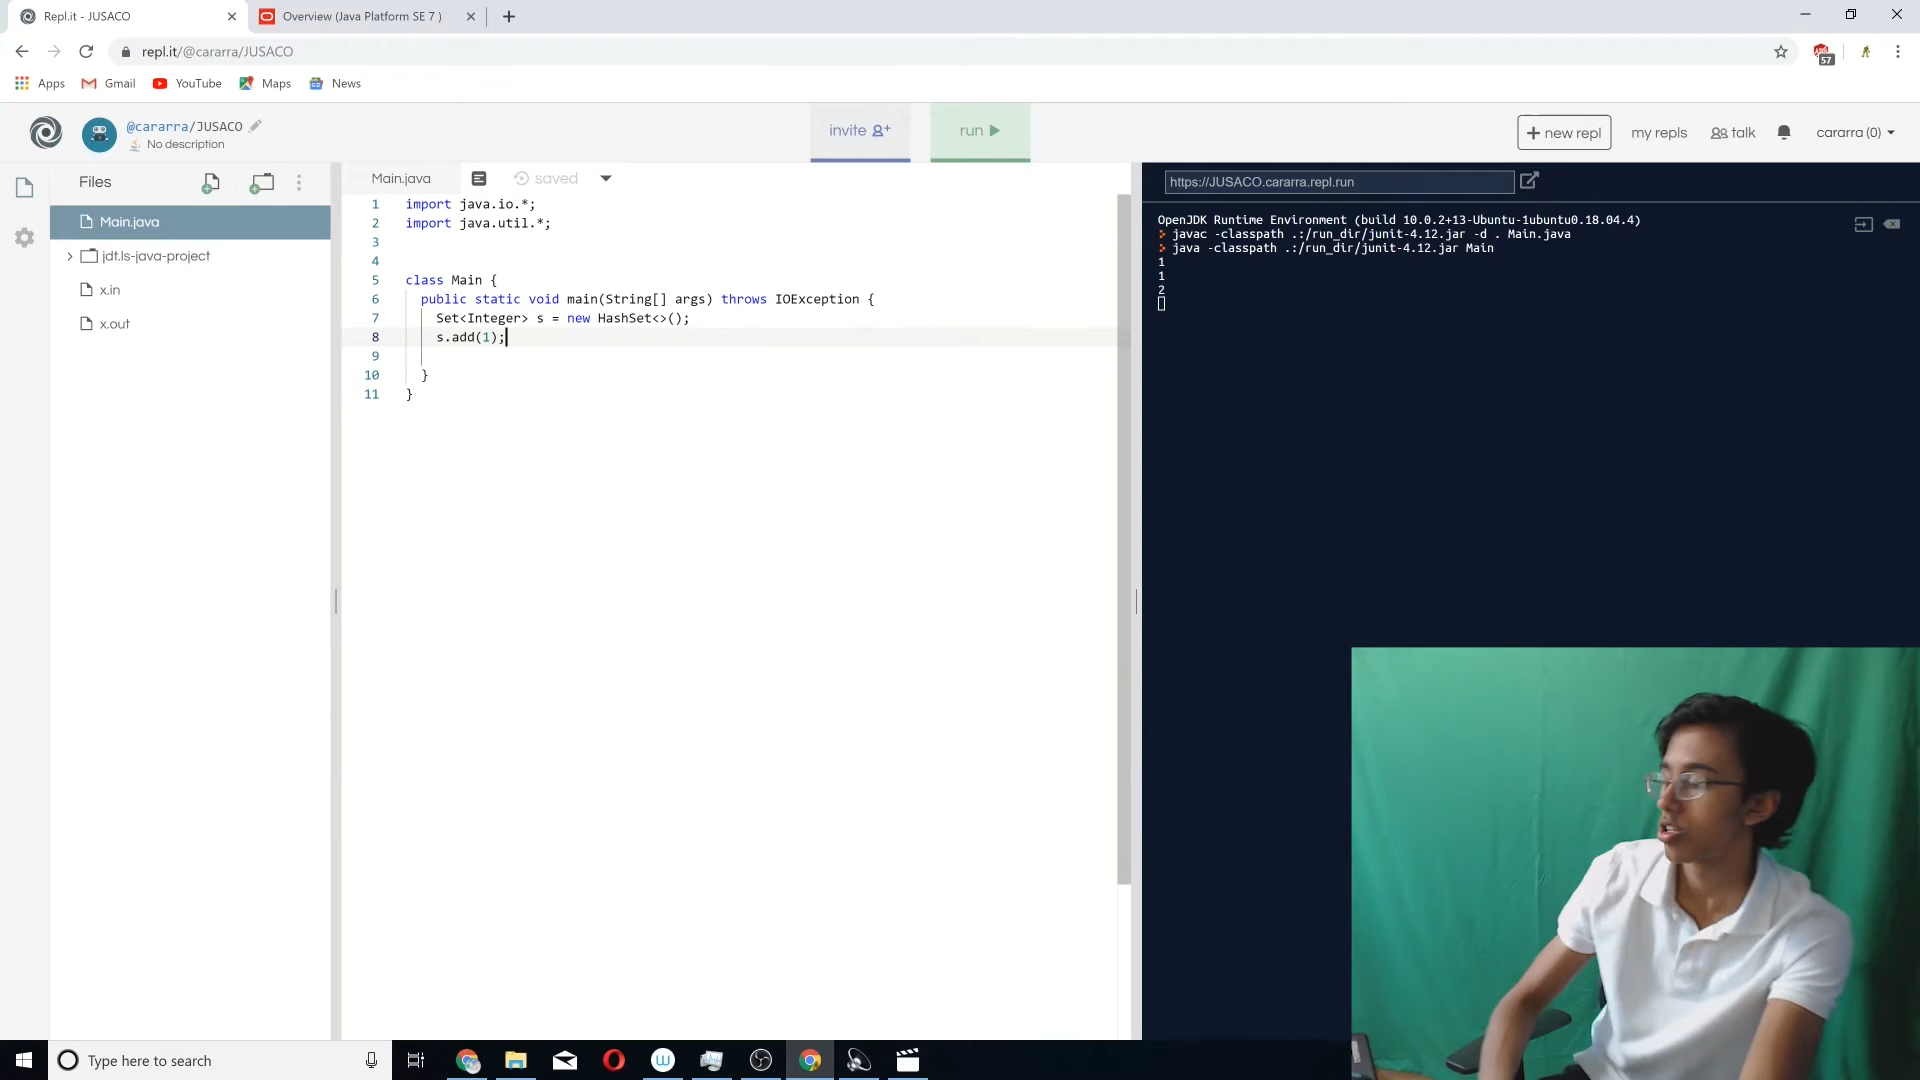 Repl.it - JUSACO
Overview (Java Platform SE 7 )
repl.it/@cararra/JUSACO
57
Apps
Gmail
YouTube
Maps
News
@cararra/JUSACO
No description
invite
run
new repl
my repls
talk
cararra (0)
Files
Main.java
jdt.ls-java-project
x.in
x.out
Main.java
saved
1 import java.io.*;
2 import java.util.*;
3
4
5 class Main {
6 public static void main(String[] args) throws IOException {
7 Set<Integer> s = new HashSet<>();
8 s.add(1);
9
10 }
11 }
https://JUSACO.cararra.repl.run
OpenJDK Runtime Environment (build 10.0.2+13-Ubuntu-1ubuntu0.18.04.4)
javac -classpath .:/run_dir/junit-4.12.jar -d . Main.java
java -classpath .:/run_dir/junit-4.12.jar Main
1
1
2
Type here to search